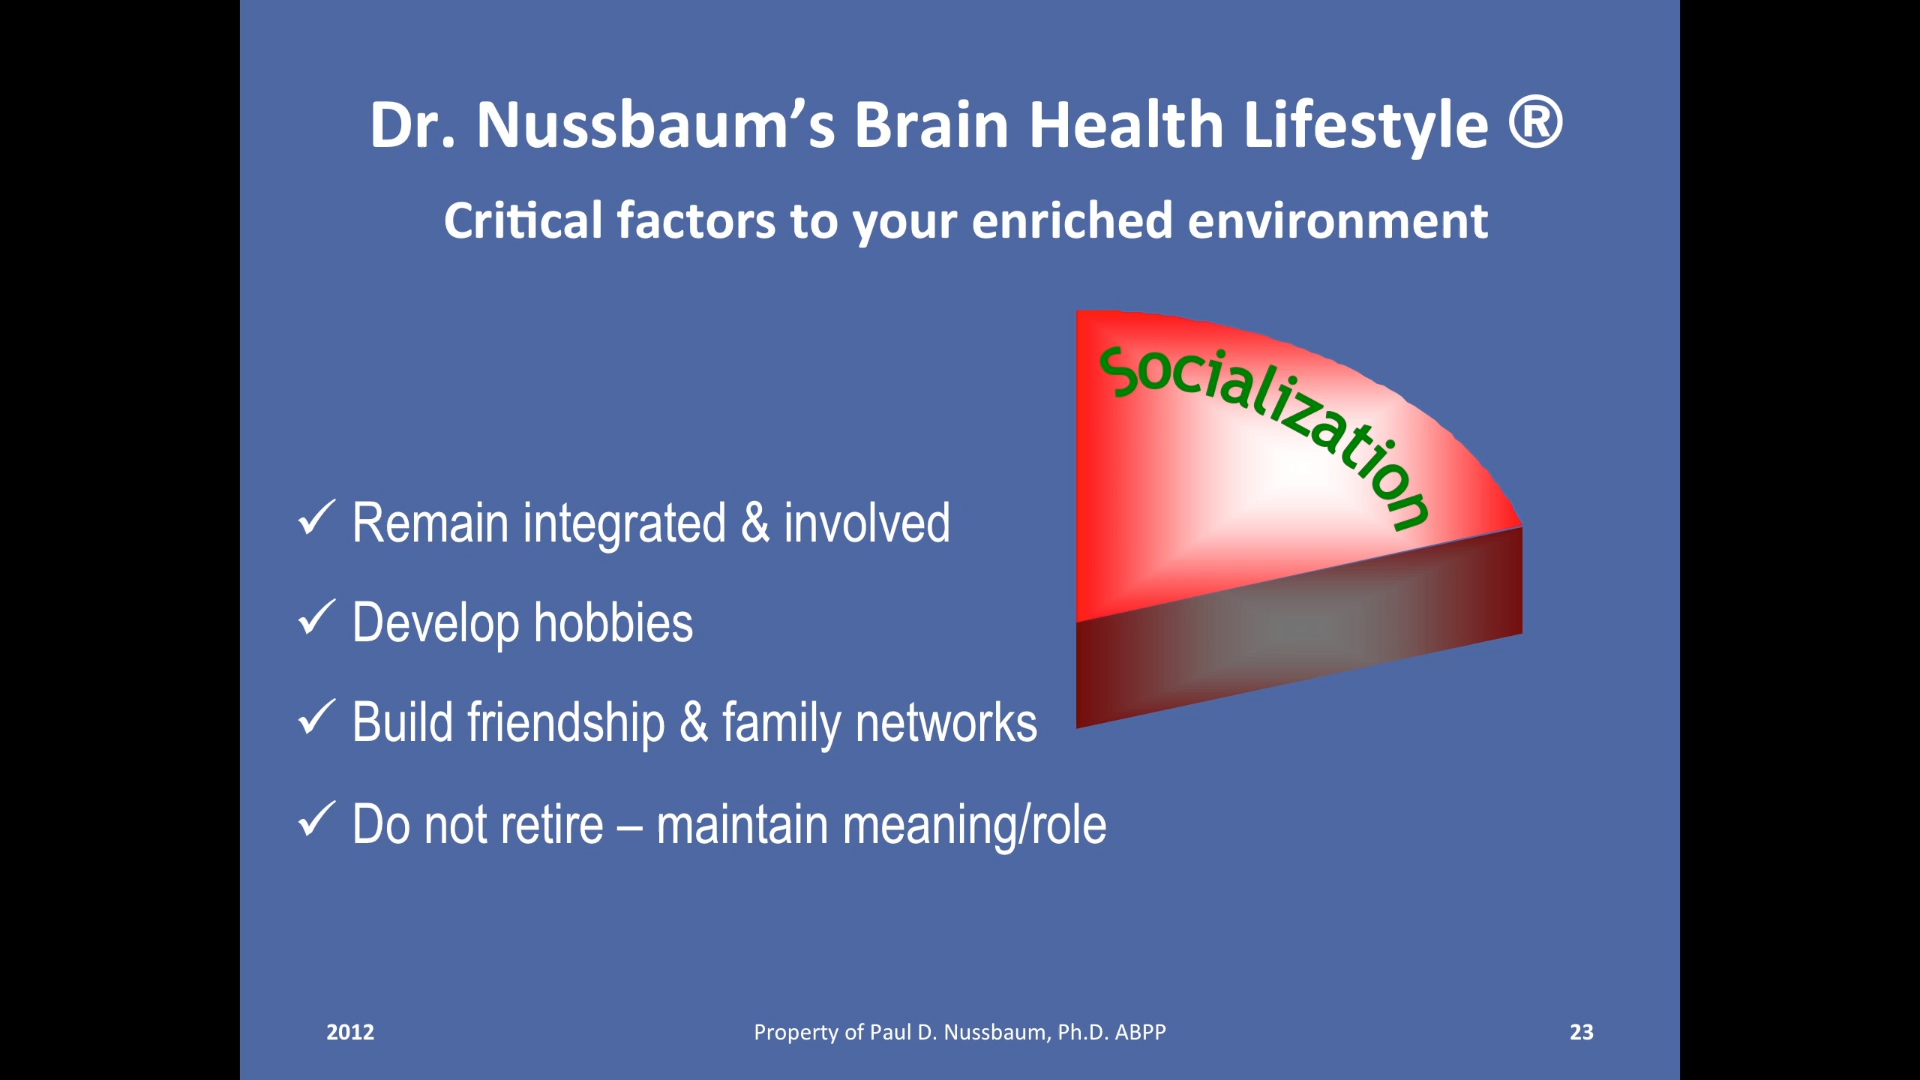 Dr. Nussbaum’s Brain Health Lifestyle ®
Critical factors to your enriched environment
Socialization
✓ Remain integrated & involved
✓ Develop hobbies
✓ Build friendship & family networks
✓ Do not retire – maintain meaning/role
2012
Property of Paul D. Nussbaum, Ph.D. ABPP
23